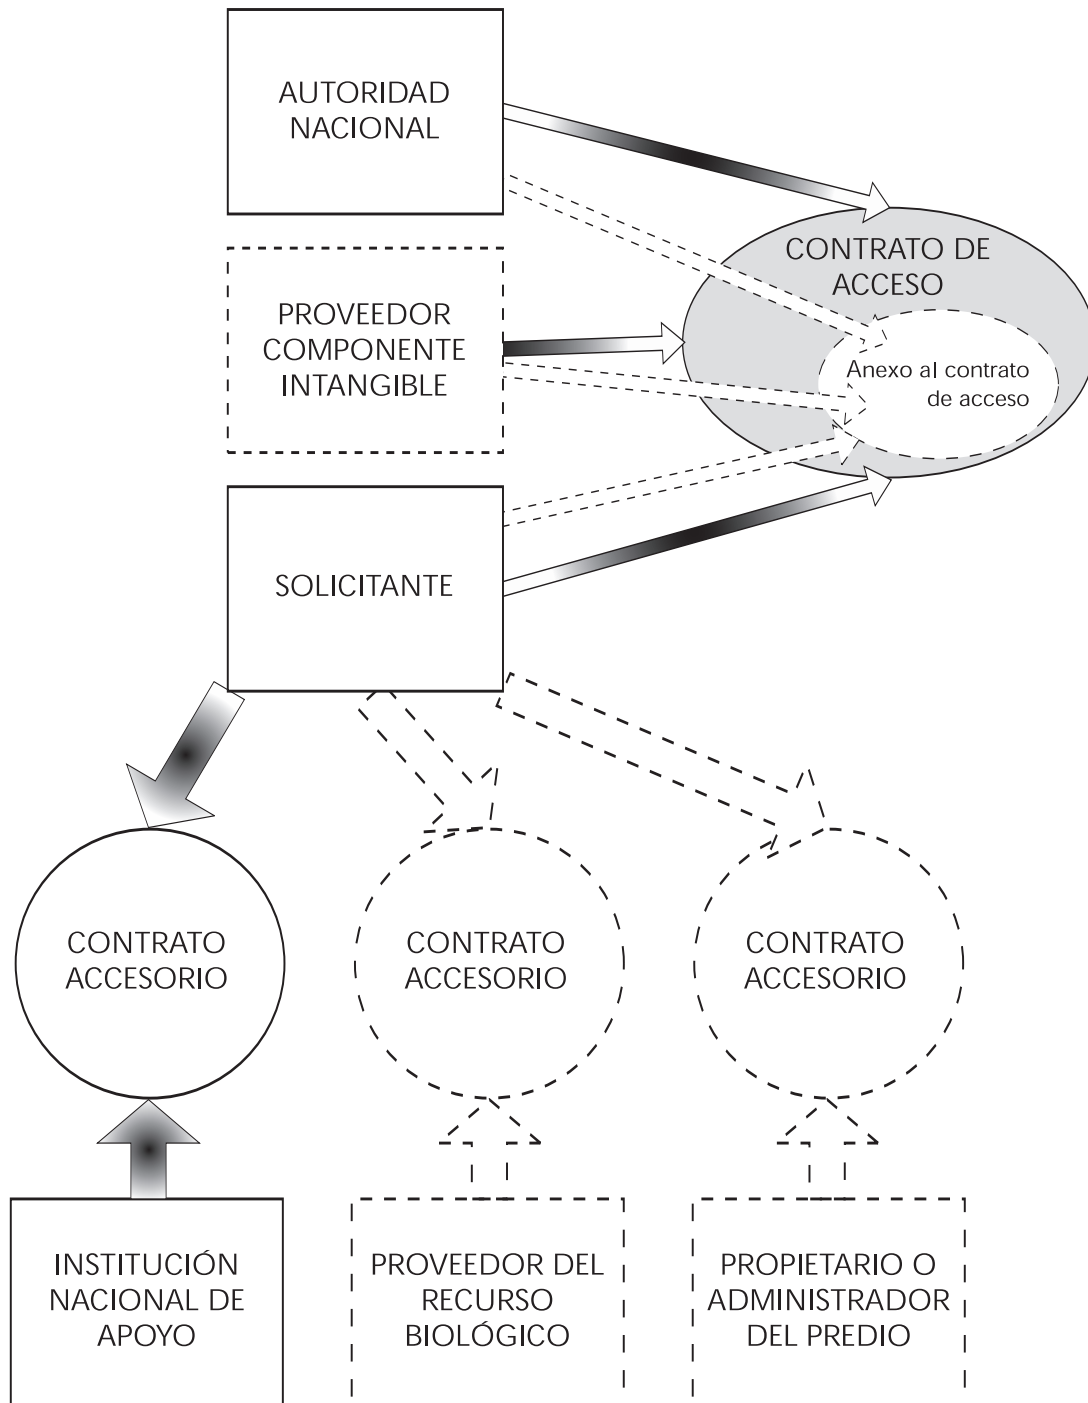 AUTORIDAD
NACIONAL
CONTRATO DE
ACCESO
PROVEEDOR
COMPONENTE
INTANGIBLE
Anexo al contrato
de acceso
SOLICITANTE
CONTRATO
ACCESORIO
CONTRATO
ACCESORIO
CONTRATO
ACCESORIO
INSTITUCIÓN
NACIONAL DE
APOYO
PROVEEDOR DEL
RECURSO
BIOLÓGICO
PROPIETARIO O
ADMINISTRADOR
DEL PREDIO